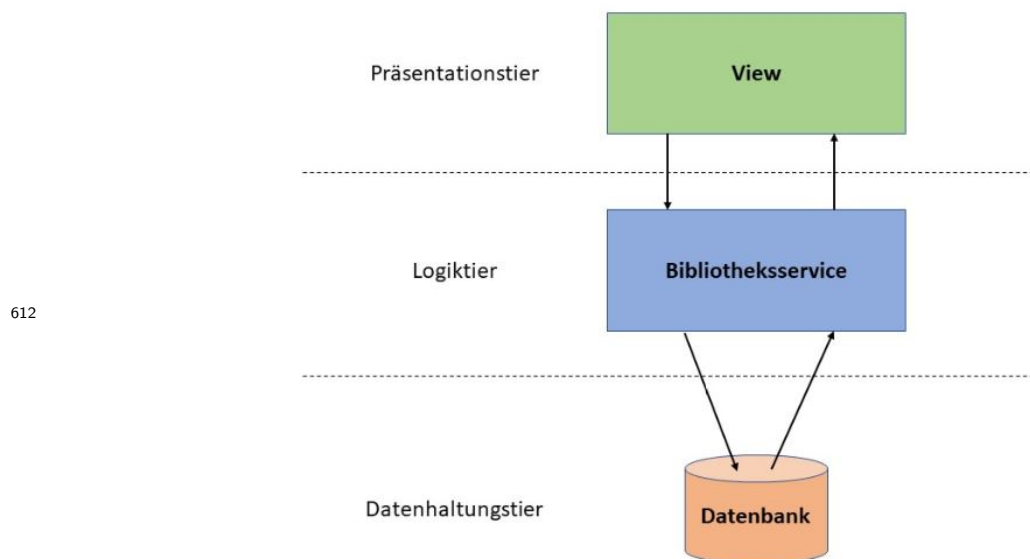 Präsentationstier
View
Logiktier
Bibliotheksservice
612
Datenhaltungstier
Datenbank